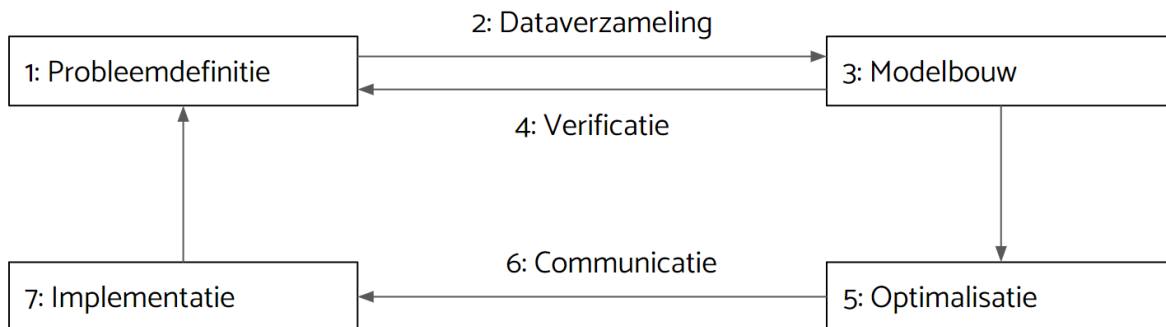 2: Dataverzameling
1: Probleemdefinitie
3: Modelbouw
4: Verificatie
6: Communicatie
7: Implementatie
5: Optimalisatie